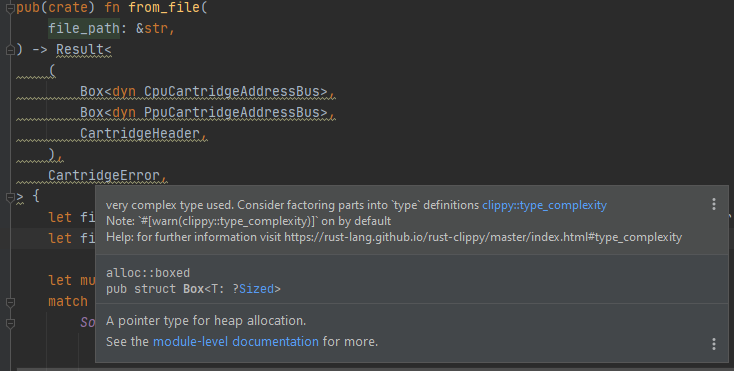 pub(crate) fn from_file(
file_path: &str,
) -> Result<
(
Box<dyn CpuCartridgeAddressBus>,
Box<dyn PpuCartridgeAddressBus>,
CartridgeHeader,
),
CartridgeError,
> {
let fi
let fi
let mu
match
So
very complex type used. Consider factoring parts into `type` definitions clippy::type_complexity
Note: `#[warn(clippy::type_complexity)]` on by default
Help: for further information visit https://rust-lang.github.io/rust-clippy/master/index.html#type_complexity
alloc::boxed
pub struct Box<T: ?Sized>
A pointer type for heap allocation.
See the module-level documentation for more.